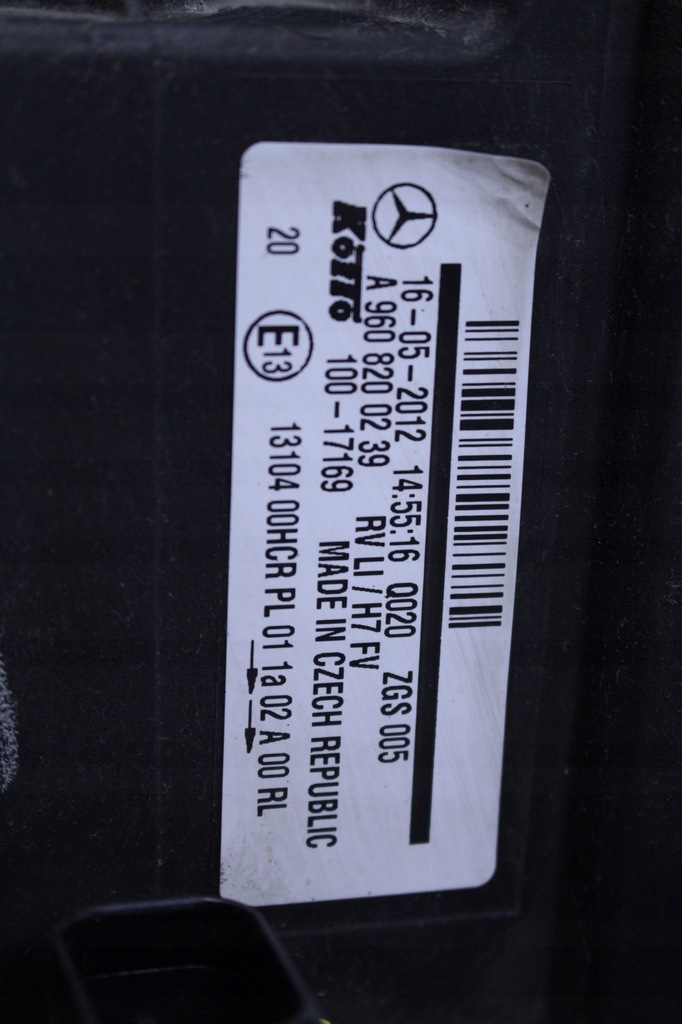 16-05-2012 14:55:16 Q020 ZGS 005
A 960 820 02 39 RV LI / H7 FV
100-17169 MADE IN CZECH REPUBLIC
20 E13 13104 00HCR PL 01 1a 02 A 00 RL